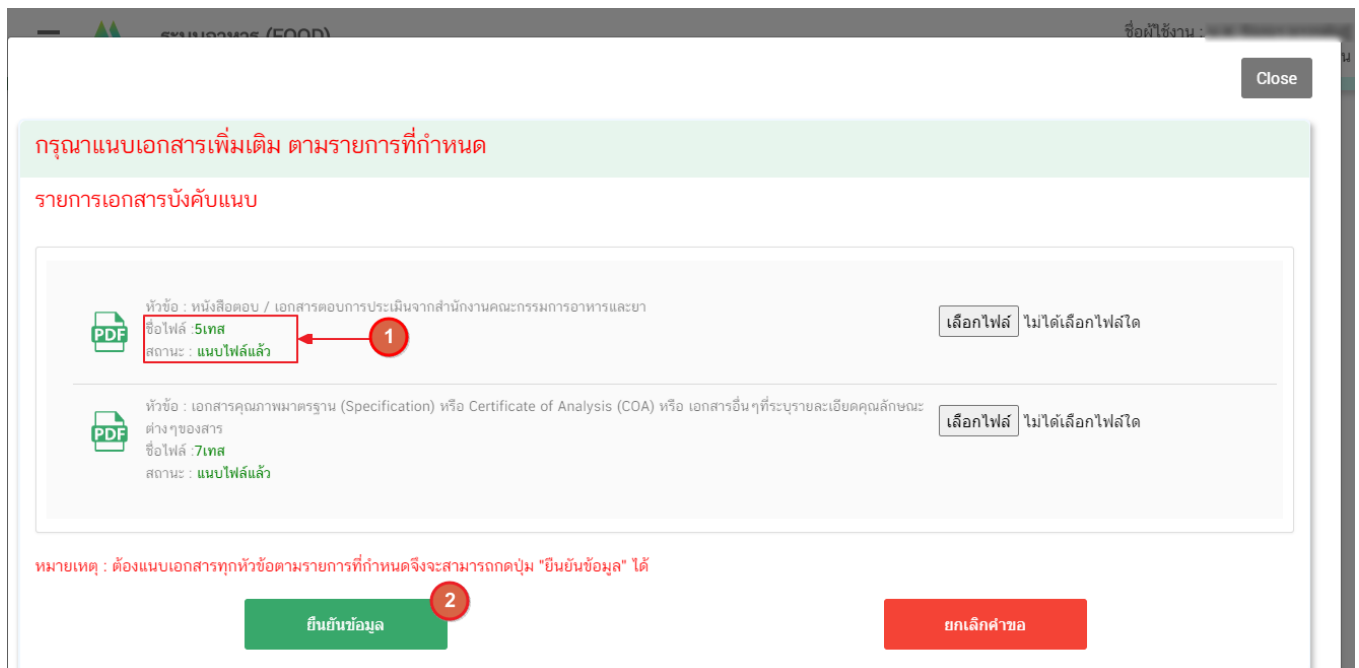 ระบบอาหาร (FOOD)
ชื่อผู้ใช้งาน :
น
Close
กรุณาแนบเอกสารเพิ่มเติม ตามรายการที่กำหนด
รายการเอกสารบังคับแนบ
PDF
หัวข้อ : หนังสือตอบ / เอกสารตอบการประเมินจากสำนักงานคณะกรรมการอาหารและยา
ชื่อไฟล์ :5เทส
สถานะ : แนบไฟล์แล้ว
1
เลือกไฟล์ ไม่ได้เลือกไฟล์ใด
PDF
หัวข้อ : เอกสารคุณภาพมาตรฐาน (Specification) หรือ Certificate of Analysis (COA) หรือ เอกสารอื่นๆที่ระบุรายละเอียดคุณลักษณะ
ต่างๆของสาร
ชื่อไฟล์ :7เทส
สถานะ : แนบไฟล์แล้ว
เลือกไฟล์ ไม่ได้เลือกไฟล์ใด
หมายเหตุ : ต้องแนบเอกสารทุกหัวข้อตามรายการที่กำหนดจึงจะสามารถกดปุ่ม "ยืนยันข้อมูล" ได้
2
ยืนยันข้อมูล
ยกเลิกคำขอ